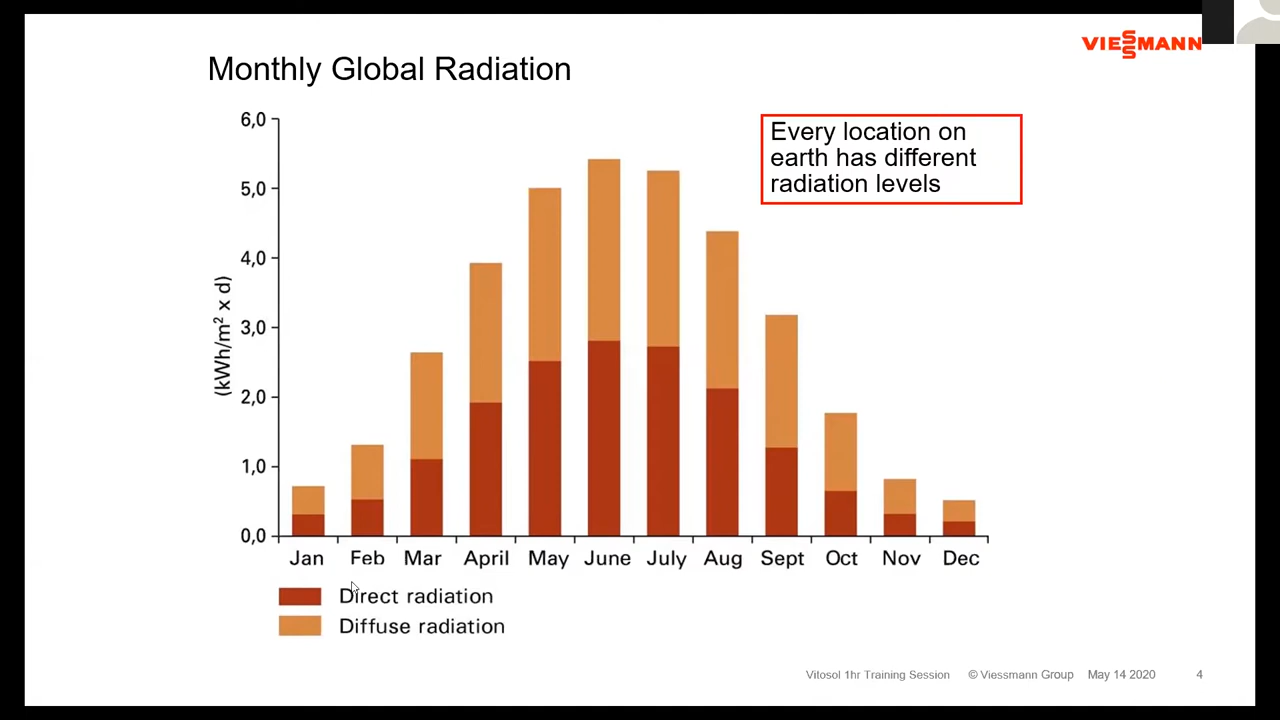 VIESSMANN
Monthly Global Radiation
Every location on
earth has different
radiation levels
6,0
5,0
4,0
3,0
2,0
1,0
0,0
(kWh/m² x d)
Jan Feb Mar April May June July Aug Sept Oct Nov Dec
Direct radiation
Diffuse radiation
Vitosol 1hr Training Session © Viessmann Group May 14 2020 4